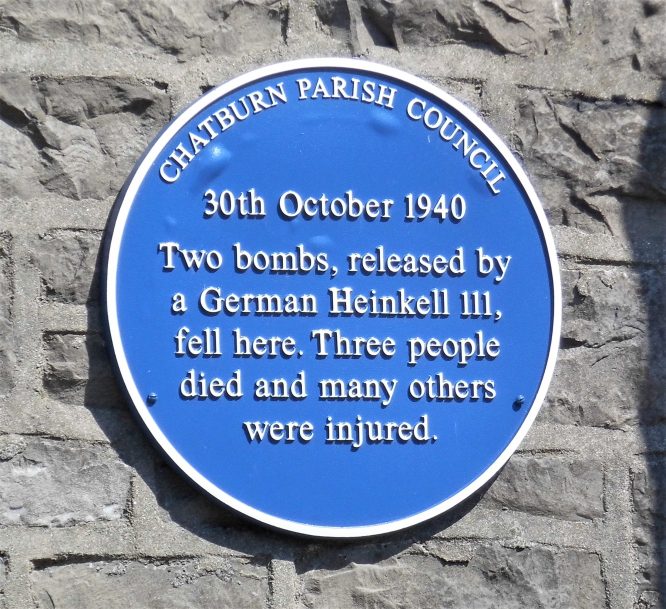 CHATBURN PARISH COUNCIL
30th October 1940
Two bombs, released by
a German Heinkell 111,
fell here. Three people
died and many others
were injured.